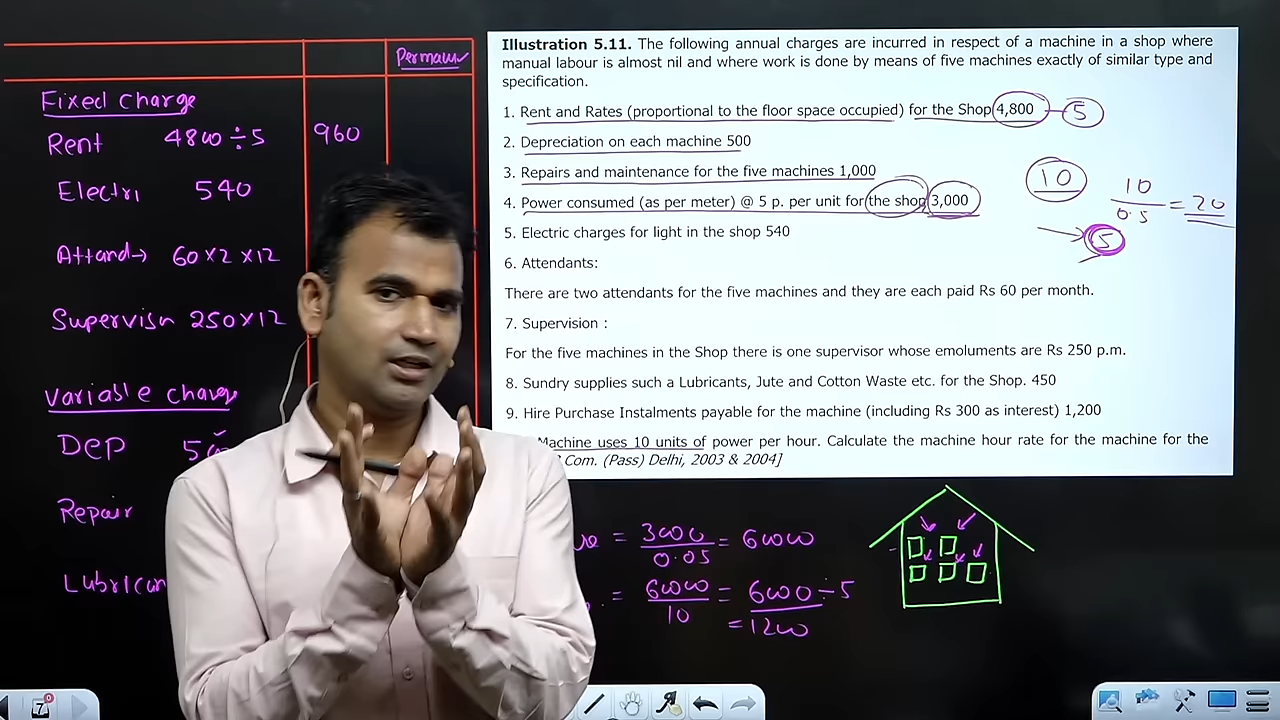 Per mann
Fixed Charge
Rent 4800 ÷ 5 960
Electri 540
Attand→ 60 x 2 x 12
Supervisn 250 x 12
Variable charge
Dep
Repair
Lubrican
Illustration 5.11. The following annual charges are incurred in respect of a machine in a shop where
manual labour is almost nil and where work is done by means of five machines exactly of similar type and
specification.
1. Rent and Rates (proportional to the floor space occupied) for the Shop 4,800 5
2. Depreciation on each machine 500
3. Repairs and maintenance for the five machines 1,000
4. Power consumed (as per meter) @ 5 p. per unit for the shop 3,000
5. Electric charges for light in the shop 540
6. Attendants:
There are two attendants for the five machines and they are each paid Rs 60 per month.
7. Supervision :
For the five machines in the Shop there is one supervisor whose emoluments are Rs 250 p.m.
8. Sundry supplies such a Lubricants, Jute and Cotton Waste etc. for the Shop. 450
9. Hire Purchase Instalments payable for the machine (including Rs 300 as interest) 1,200
Machine uses 10 units of power per hour. Calculate the machine hour rate for the machine for the
Com. (Pass) Delhi, 2003 & 2004]
10
10
0.5
= 20
5
= 3000
0.05
= 60000
= 60000
10
= 6000 ÷ 5
= 1200
7